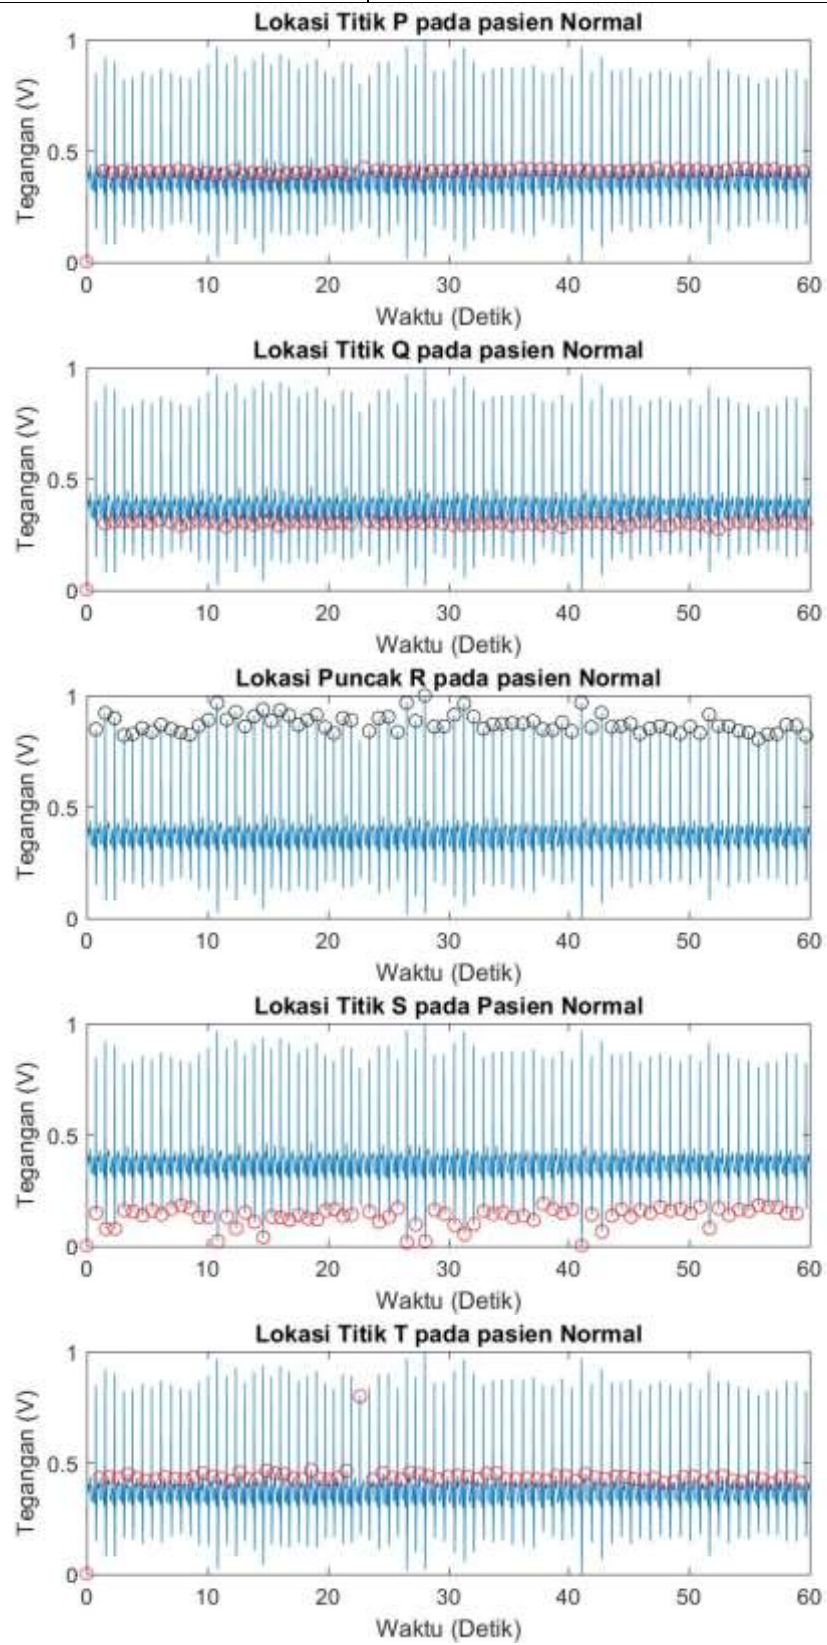 Lokasi Titik P pada pasien Normal
1
0.5
0
Tegangan (V)
0 10 20 30 40 50 60
Waktu (Detik)
Lokasi Titik Q pada pasien Normal
1
0.5
0
Tegangan (V)
0 10 20 30 40 50 60
Waktu (Detik)
Lokasi Puncak R pada pasien Normal
1
0.5
0
Tegangan (V)
0 10 20 30 40 50 60
Waktu (Detik)
Lokasi Titik S pada Pasien Normal
1
0.5
0
Tegangan (V)
0 10 20 30 40 50 60
Waktu (Detik)
Lokasi Titik T pada pasien Normal
1
0.5
0
Tegangan (V)
0 10 20 30 40 50 60
Waktu (Detik)